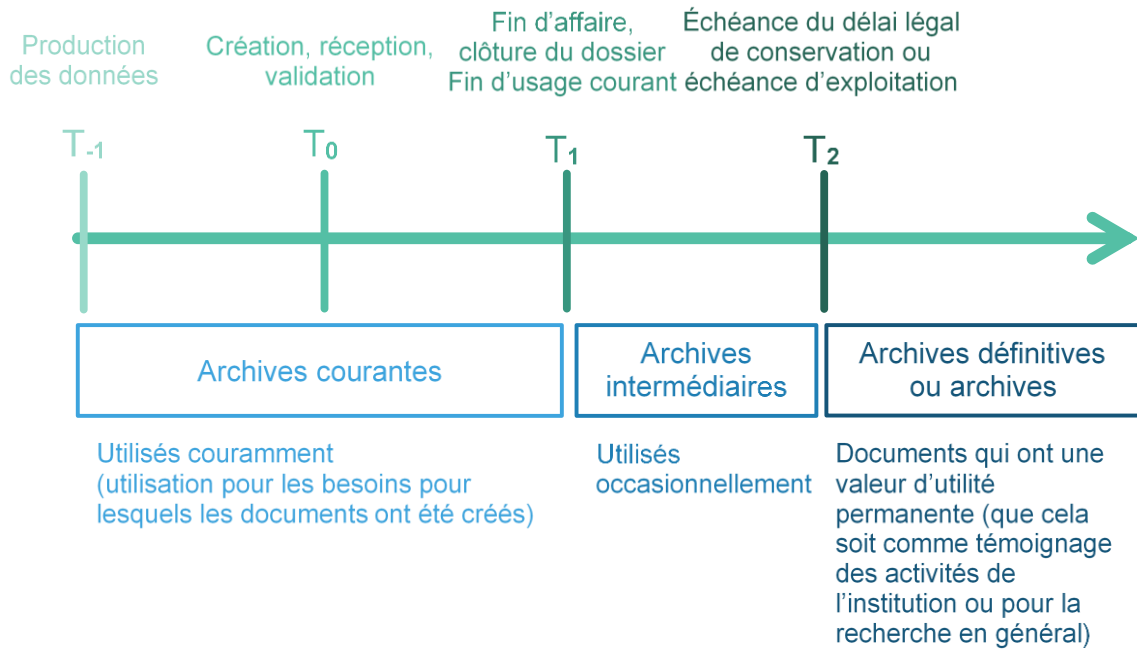 Production
des données
Création, réception,
validation
Fin d’affaire,
clôture du dossier
Fin d’usage courant
Échéance du délai légal
de conservation ou
échéance d’exploitation
T-1
T0
T1
T2
Archives courantes
Archives
intermédiaires
Archives définitives
ou archives
Utilisés couramment
(utilisation pour les besoins pour
lesquels les documents ont été créés)
Utilisés
occasionnellement
Documents qui ont une
valeur d’utilité
permanente (que cela
soit comme témoignage
des activités de
l’institution ou pour la
recherche en général)